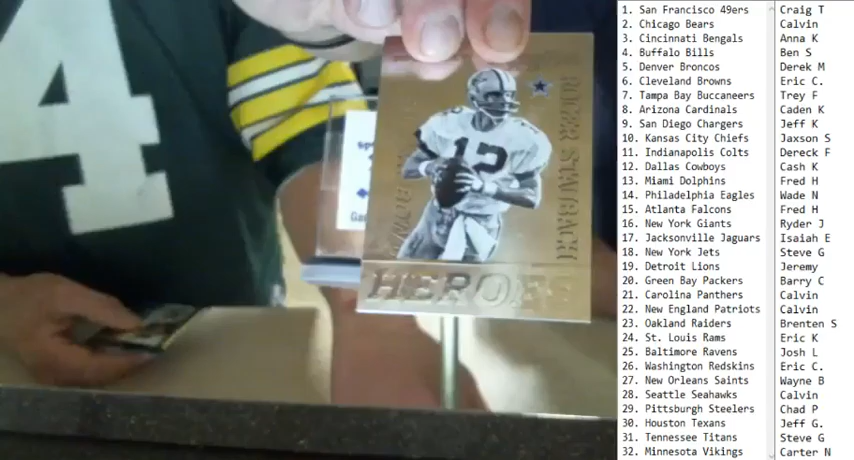 4
12
ROGER STAUBACH
HEROES
1. San Francisco 49ers Craig T
2. Chicago Bears Calvin
3. Cincinnati Bengals Anna K
4. Buffalo Bills Ben S
5. Denver Broncos Derek M
6. Cleveland Browns Eric C.
7. Tampa Bay Buccaneers Trey F
8. Arizona Cardinals Caden K
9. San Diego Chargers Jeff K
10. Kansas City Chiefs Jaxson S
11. Indianapolis Colts Dereck F
12. Dallas Cowboys Cash K
13. Miami Dolphins Fred H
14. Philadelphia Eagles Wade N
15. Atlanta Falcons Fred H
16. New York Giants Ryder J
17. Jacksonville Jaguars Isaiah E
18. New York Jets Steve G
19. Detroit Lions Jeremy
20. Green Bay Packers Barry C
21. Carolina Panthers Calvin
22. New England Patriots Calvin
23. Oakland Raiders Brenten S
24. St. Louis Rams Eric K
25. Baltimore Ravens Josh L
26. Washington Redskins Eric C.
27. New Orleans Saints Wayne B
28. Seattle Seahawks Calvin
29. Pittsburgh Steelers Chad P
30. Houston Texans Jeff G.
31. Tennessee Titans Steve G
32. Minnesota Vikings Carter N